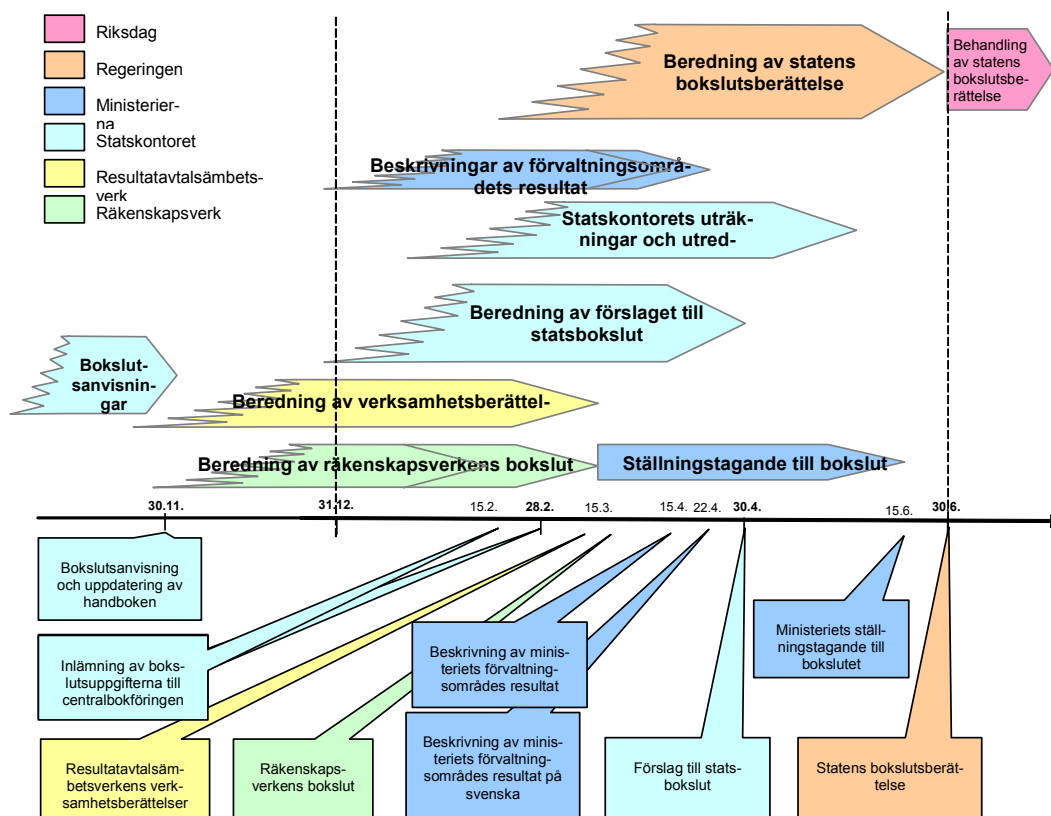 Riksdag
Regeringen
Ministerier-
na
Statskontoret
Resultatavtalsämbets-
verk
Räkenskapsverk
Beredning av statens
bokslutsberättelse
Behandling
av statens
bokslutsbe-
rättelse
Beskrivningar av förvaltningsområ-
dets resultat
Statskontorets uträk-
ningar och utred-
Beredning av förslaget till
statsbokslut
Bokslut-
sanvisnin-
gar
Beredning av verksamhetsberättel-
Beredning av räkenskapsverkens bokslut
Ställningstagande till bokslut
30.11.
31.12.
15.2.
28.2.
15.3.
15.4.
22.4.
30.4.
15.6.
30.6.
Bokslutsanvisning
och uppdatering av
handboken
Inlämning av boks-
lutsuppgifterna till
centralbokföringen
Beskrivning av minis-
teriets förvaltning-
sområdes resultat
Ministeriets ställ-
ningstagande till
bokslutet
Resultatavtalsäm-
betsverkens verk-
samhetsberättelser
Räkenskaps-
verkens bokslut
Beskrivning av minis-
teriets förvaltning-
sområdes resultat på
svenska
Förslag till stats-
bokslut
Statens bokslutsberät-
telse